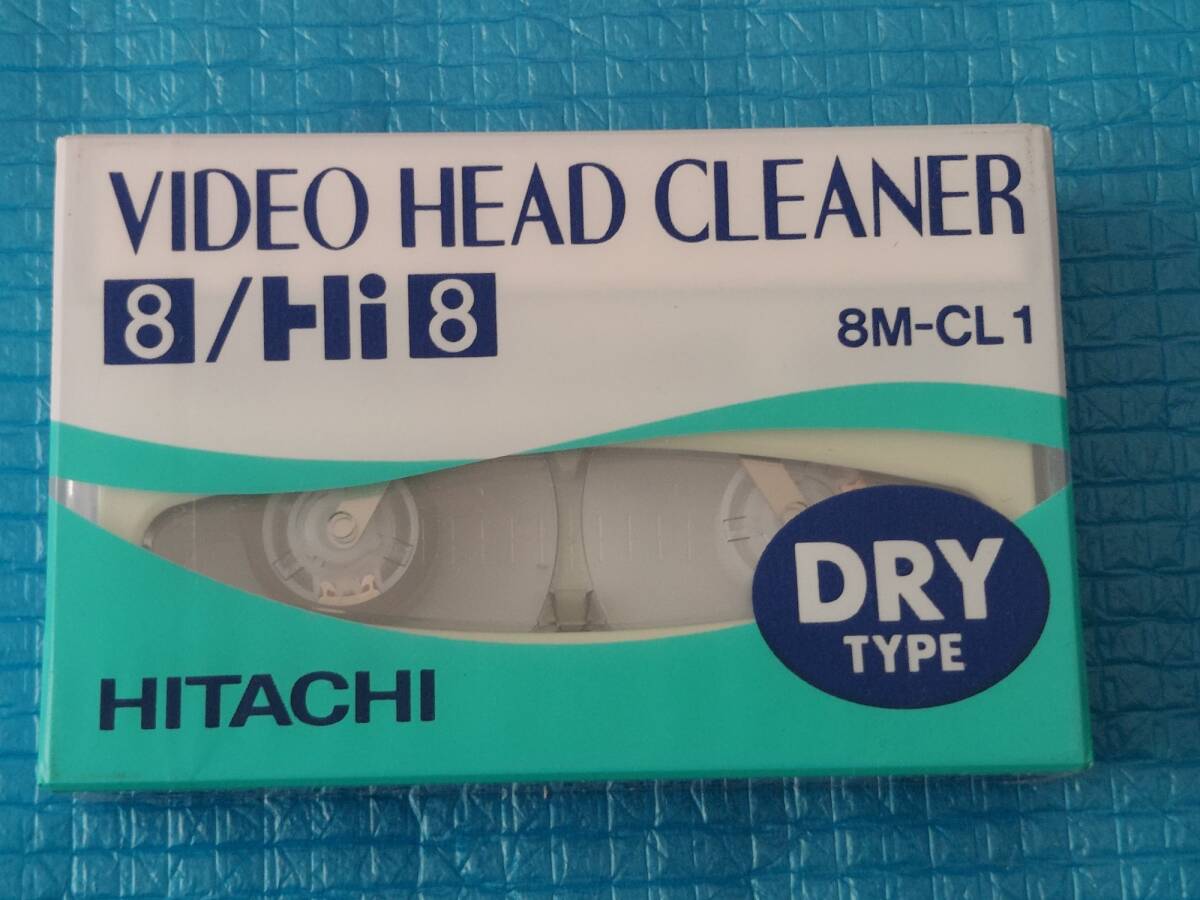 VIDEO HEAD CLEANER
8/Hi8
8M-CL1
DRY
TYPE
HITACHI